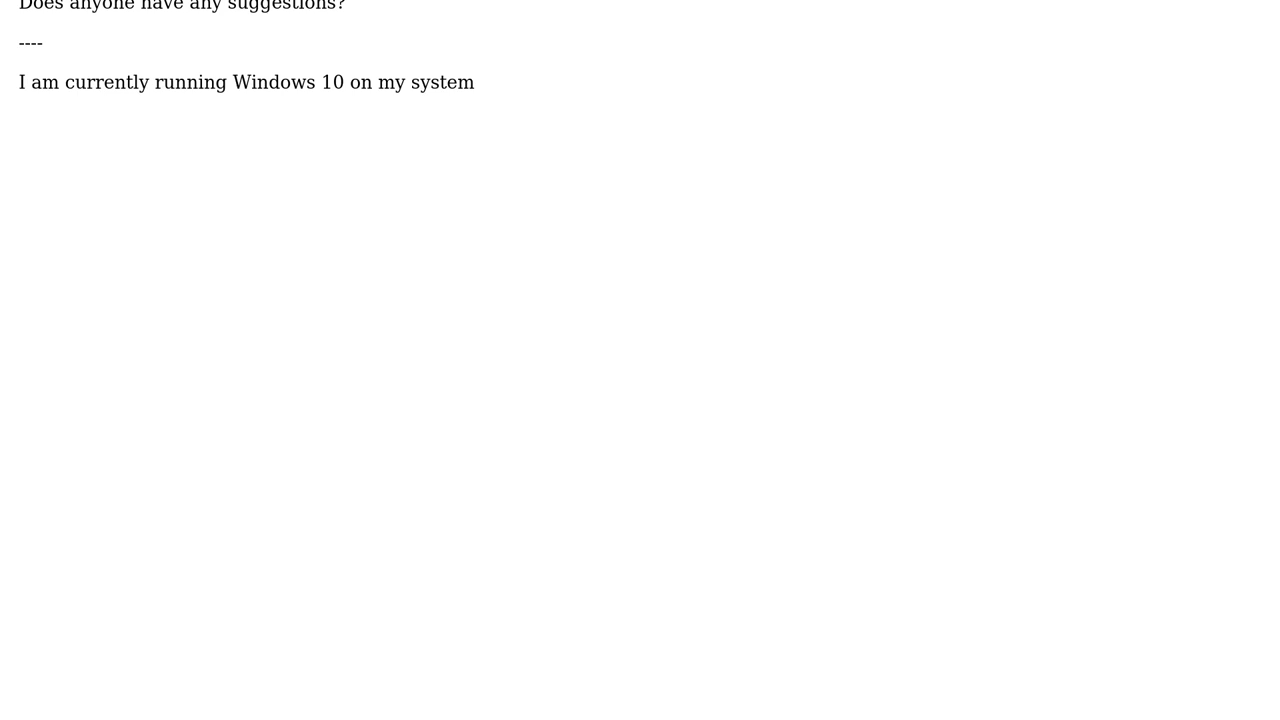 Does anyone have any suggestions?
----
I am currently running Windows 10 on my system